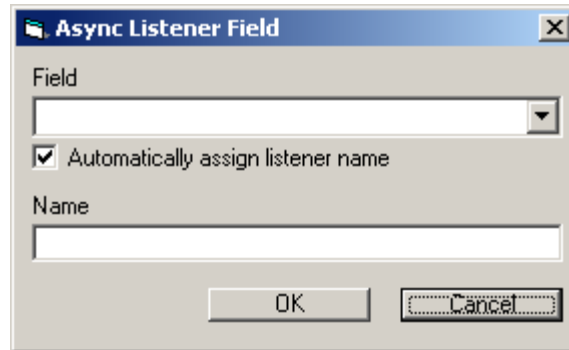 Async Listener Field
Field
Automatically assign listener name
Name
OK Cancel